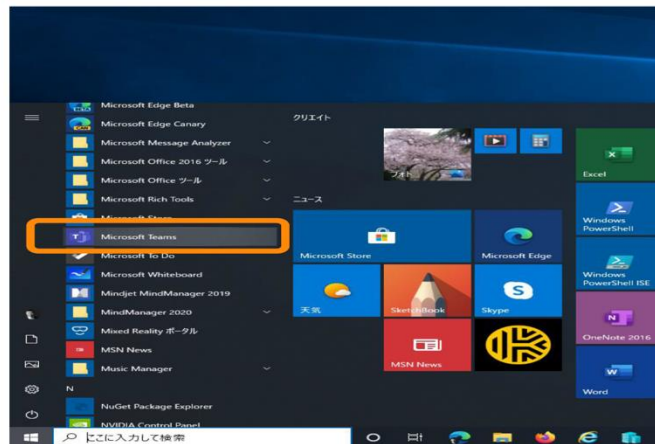 Microsoft Edge Beta
Microsoft Edge Canary
Microsoft Message Analyzer
Microsoft Office 2016 ツール
Microsoft Office ツール
Microsoft Rich Tools
Microsoft Store
Microsoft Teams
Microsoft To Do
Microsoft Whiteboard
Mindjet MindManager 2019
MindManager 2020
Mixed Reality ポータル
MSN News
Music Manager
N
NuGet Package Explorer
NVIDIA Control Panel
クリエイト
フォト
Excel
ニュース
Windows PowerShell
Microsoft Store
Microsoft Edge
Windows PowerShell ISE
天気
SketchBook
Skype
OneNote 2016
MSN News
Word
ここに入力して検索